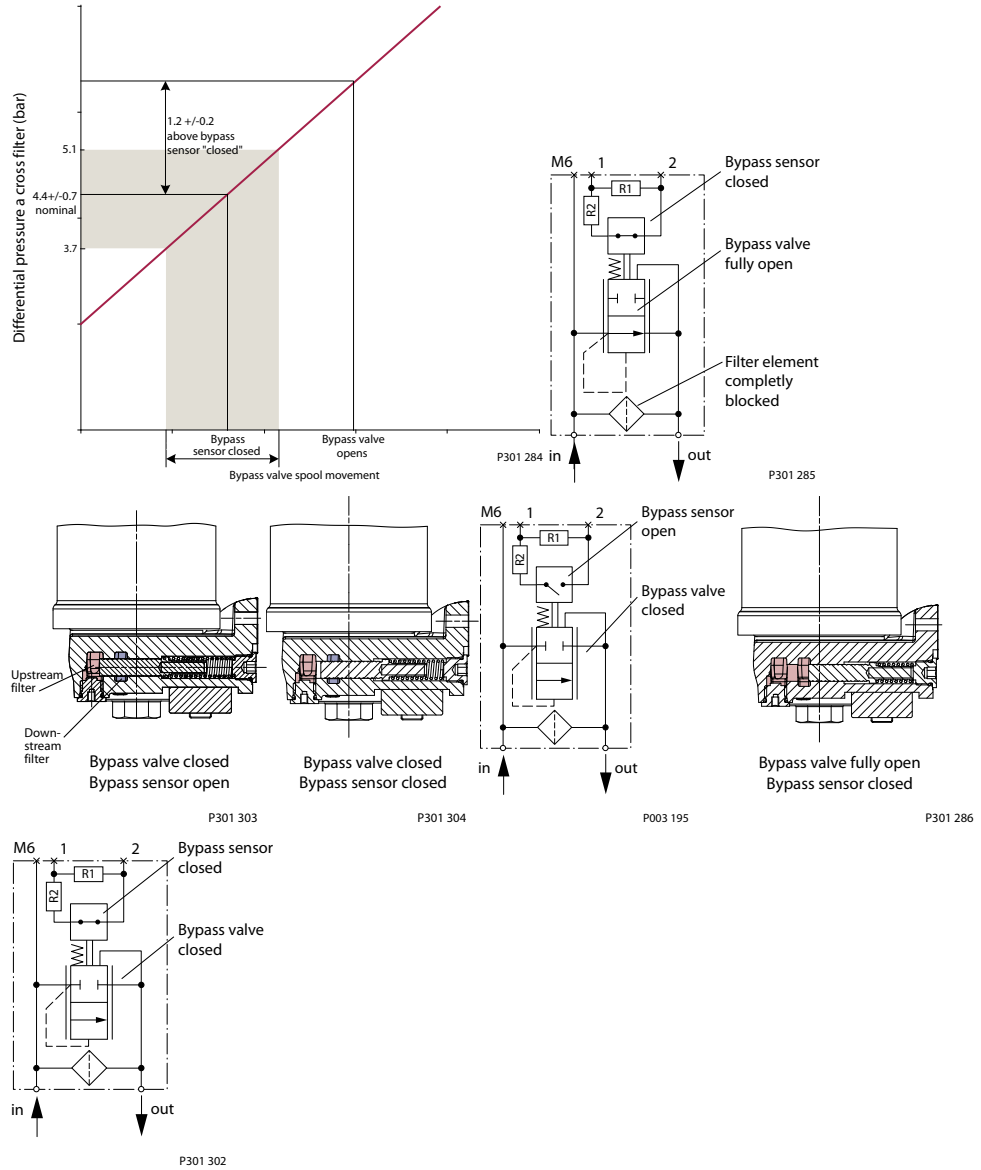 Differential pressure a cross filter (bar)
1.2 +/-0.2
above bypass
sensor "closed"
5.1
4.4+/-0.7
nominal
3.7
Bypass
sensor closed
Bypass valve
opens
Bypass valve spool movement
P301 284
M6
1
2
R1
R2
Bypass sensor
closed
Bypass valve
fully open
Filter element
completly
blocked
in
out
P301 285
Upstream
filter
Down-
stream
filter
Bypass valve closed
Bypass sensor open
P301 303
Bypass valve closed
Bypass sensor closed
P301 304
M6
1
2
R1
R2
Bypass sensor
open
Bypass valve
closed
in
out
P003 195
Bypass valve fully open
Bypass sensor closed
P301 286
M6
1
2
R1
R2
Bypass sensor
closed
Bypass valve
closed
in
out
P301 302